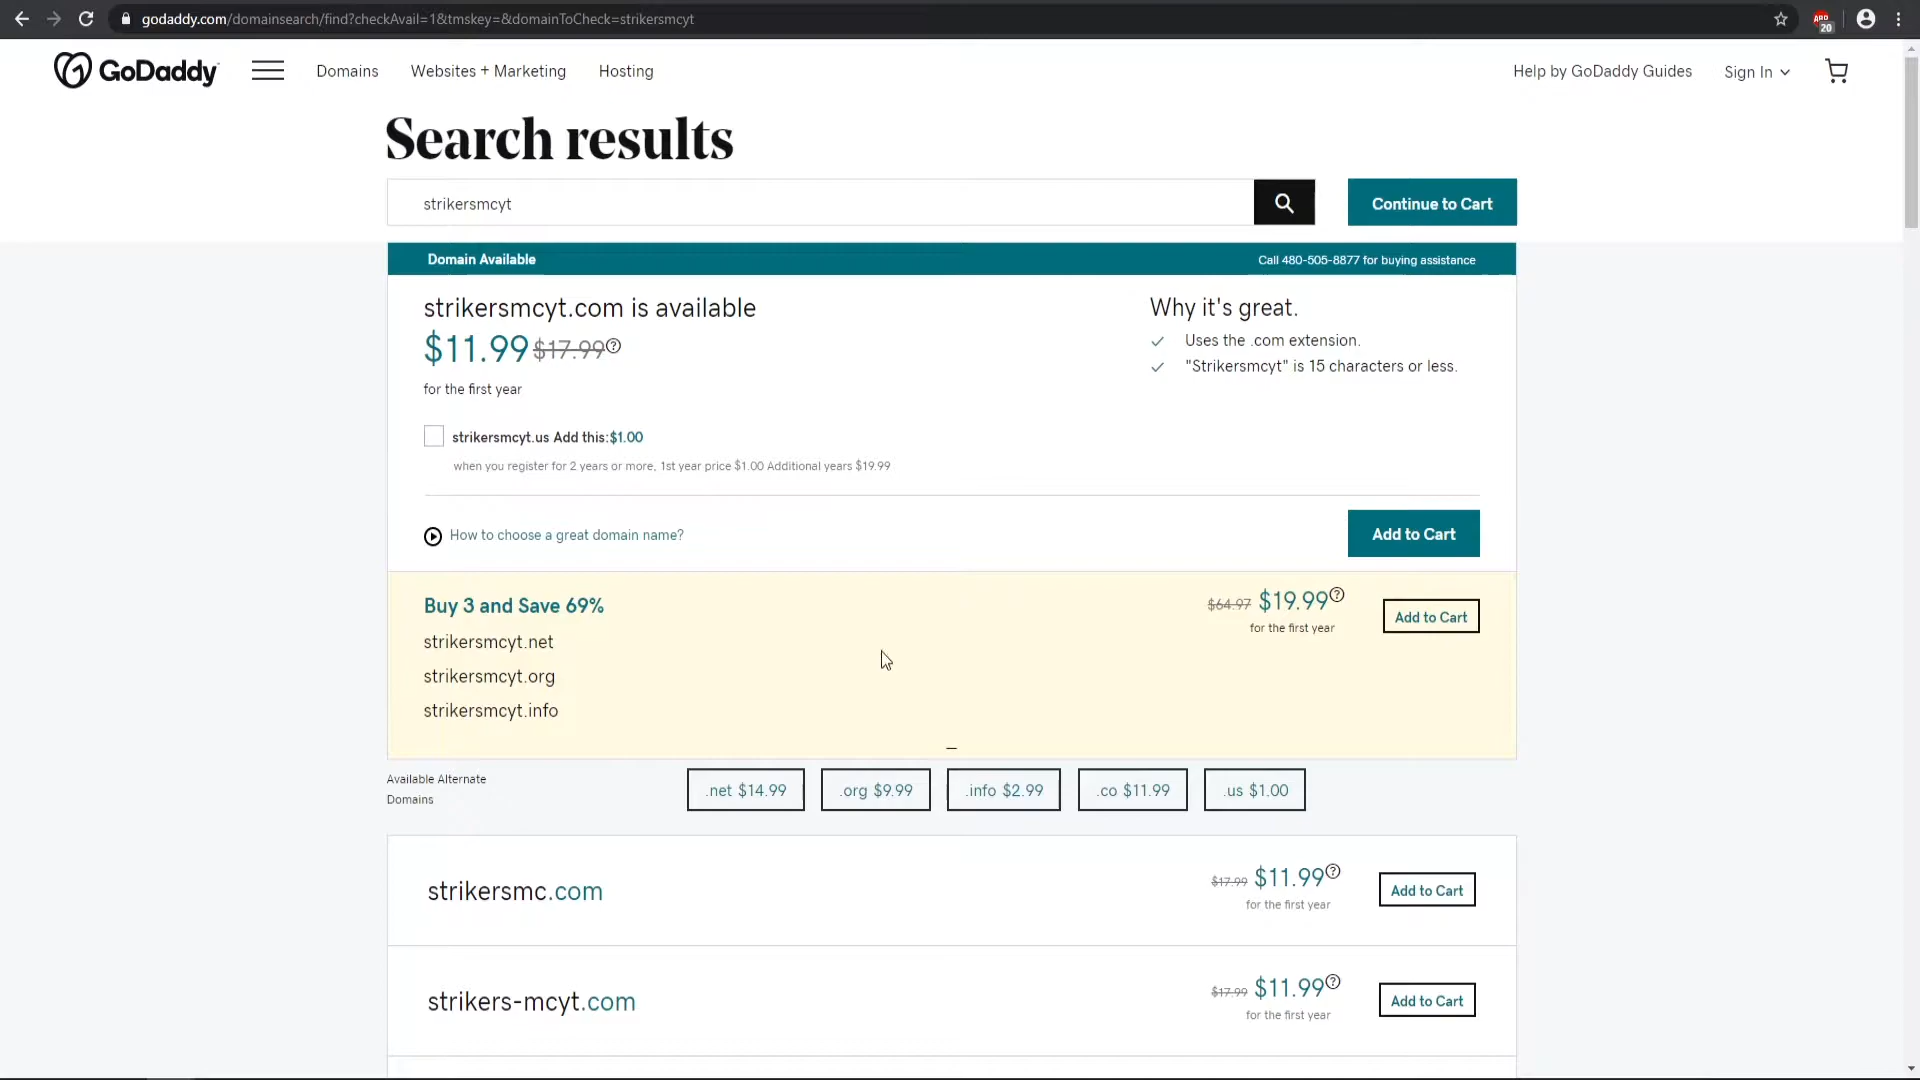 godaddy.com/domainsearch/find?checkAvail=1&tmskey=&domainToCheck=strikersmcyt
ABP
20
GoDaddy
Domains
Websites + Marketing
Hosting
Help by GoDaddy Guides
Sign In
Search results
strikersmcyt
Continue to Cart
Domain Available
Call 480-505-8877 for buying assistance
strikersmcyt.com is available
$11.99 $17.99 ?
for the first year
Why it's great.
Uses the .com extension.
"Strikersmcyt" is 15 characters or less.
strikersmcyt.us Add this:$1.00
when you register for 2 years or more, 1st year price $1.00 Additional years $19.99
How to choose a great domain name?
Add to Cart
Buy 3 and Save 69%
strikersmcyt.net
strikersmcyt.org
strikersmcyt.info
$64.97 $19.99 ?
for the first year
Add to Cart
Available Alternate
Domains
.net $14.99
.org $9.99
.info $2.99
.co $11.99
.us $1.00
strikersmc.com
$17.99 $11.99 ?
for the first year
Add to Cart
strikers-mcyt.com
$17.99 $11.99 ?
for the first year
Add to Cart